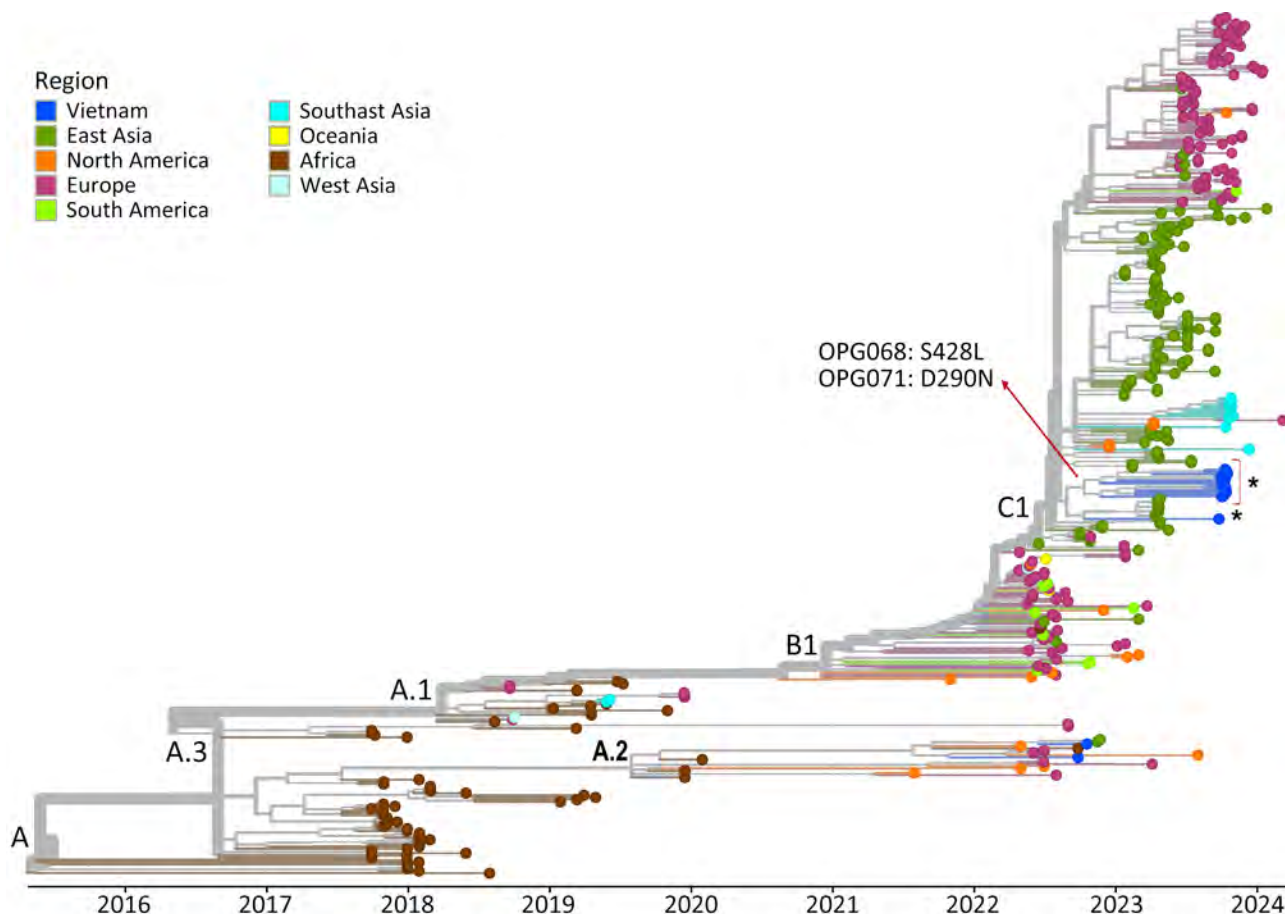 Region
Vietnam
East Asia
North America
Europe
South America
Southast Asia
Oceania
Africa
West Asia
OPG068: S428L
OPG071: D290N
C1
*
*
B1
A.1
A.3
A.2
A
2016 2017 2018 2019 2020 2021 2022 2023 2024